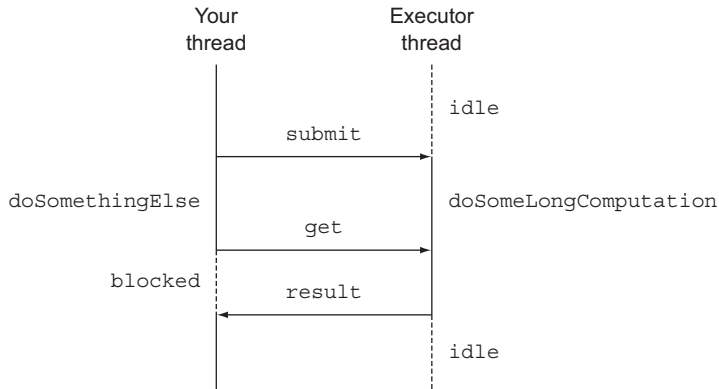 Your
thread
Executor
thread
idle
submit
doSomethingElse
doSomeLongComputation
get
blocked
result
idle